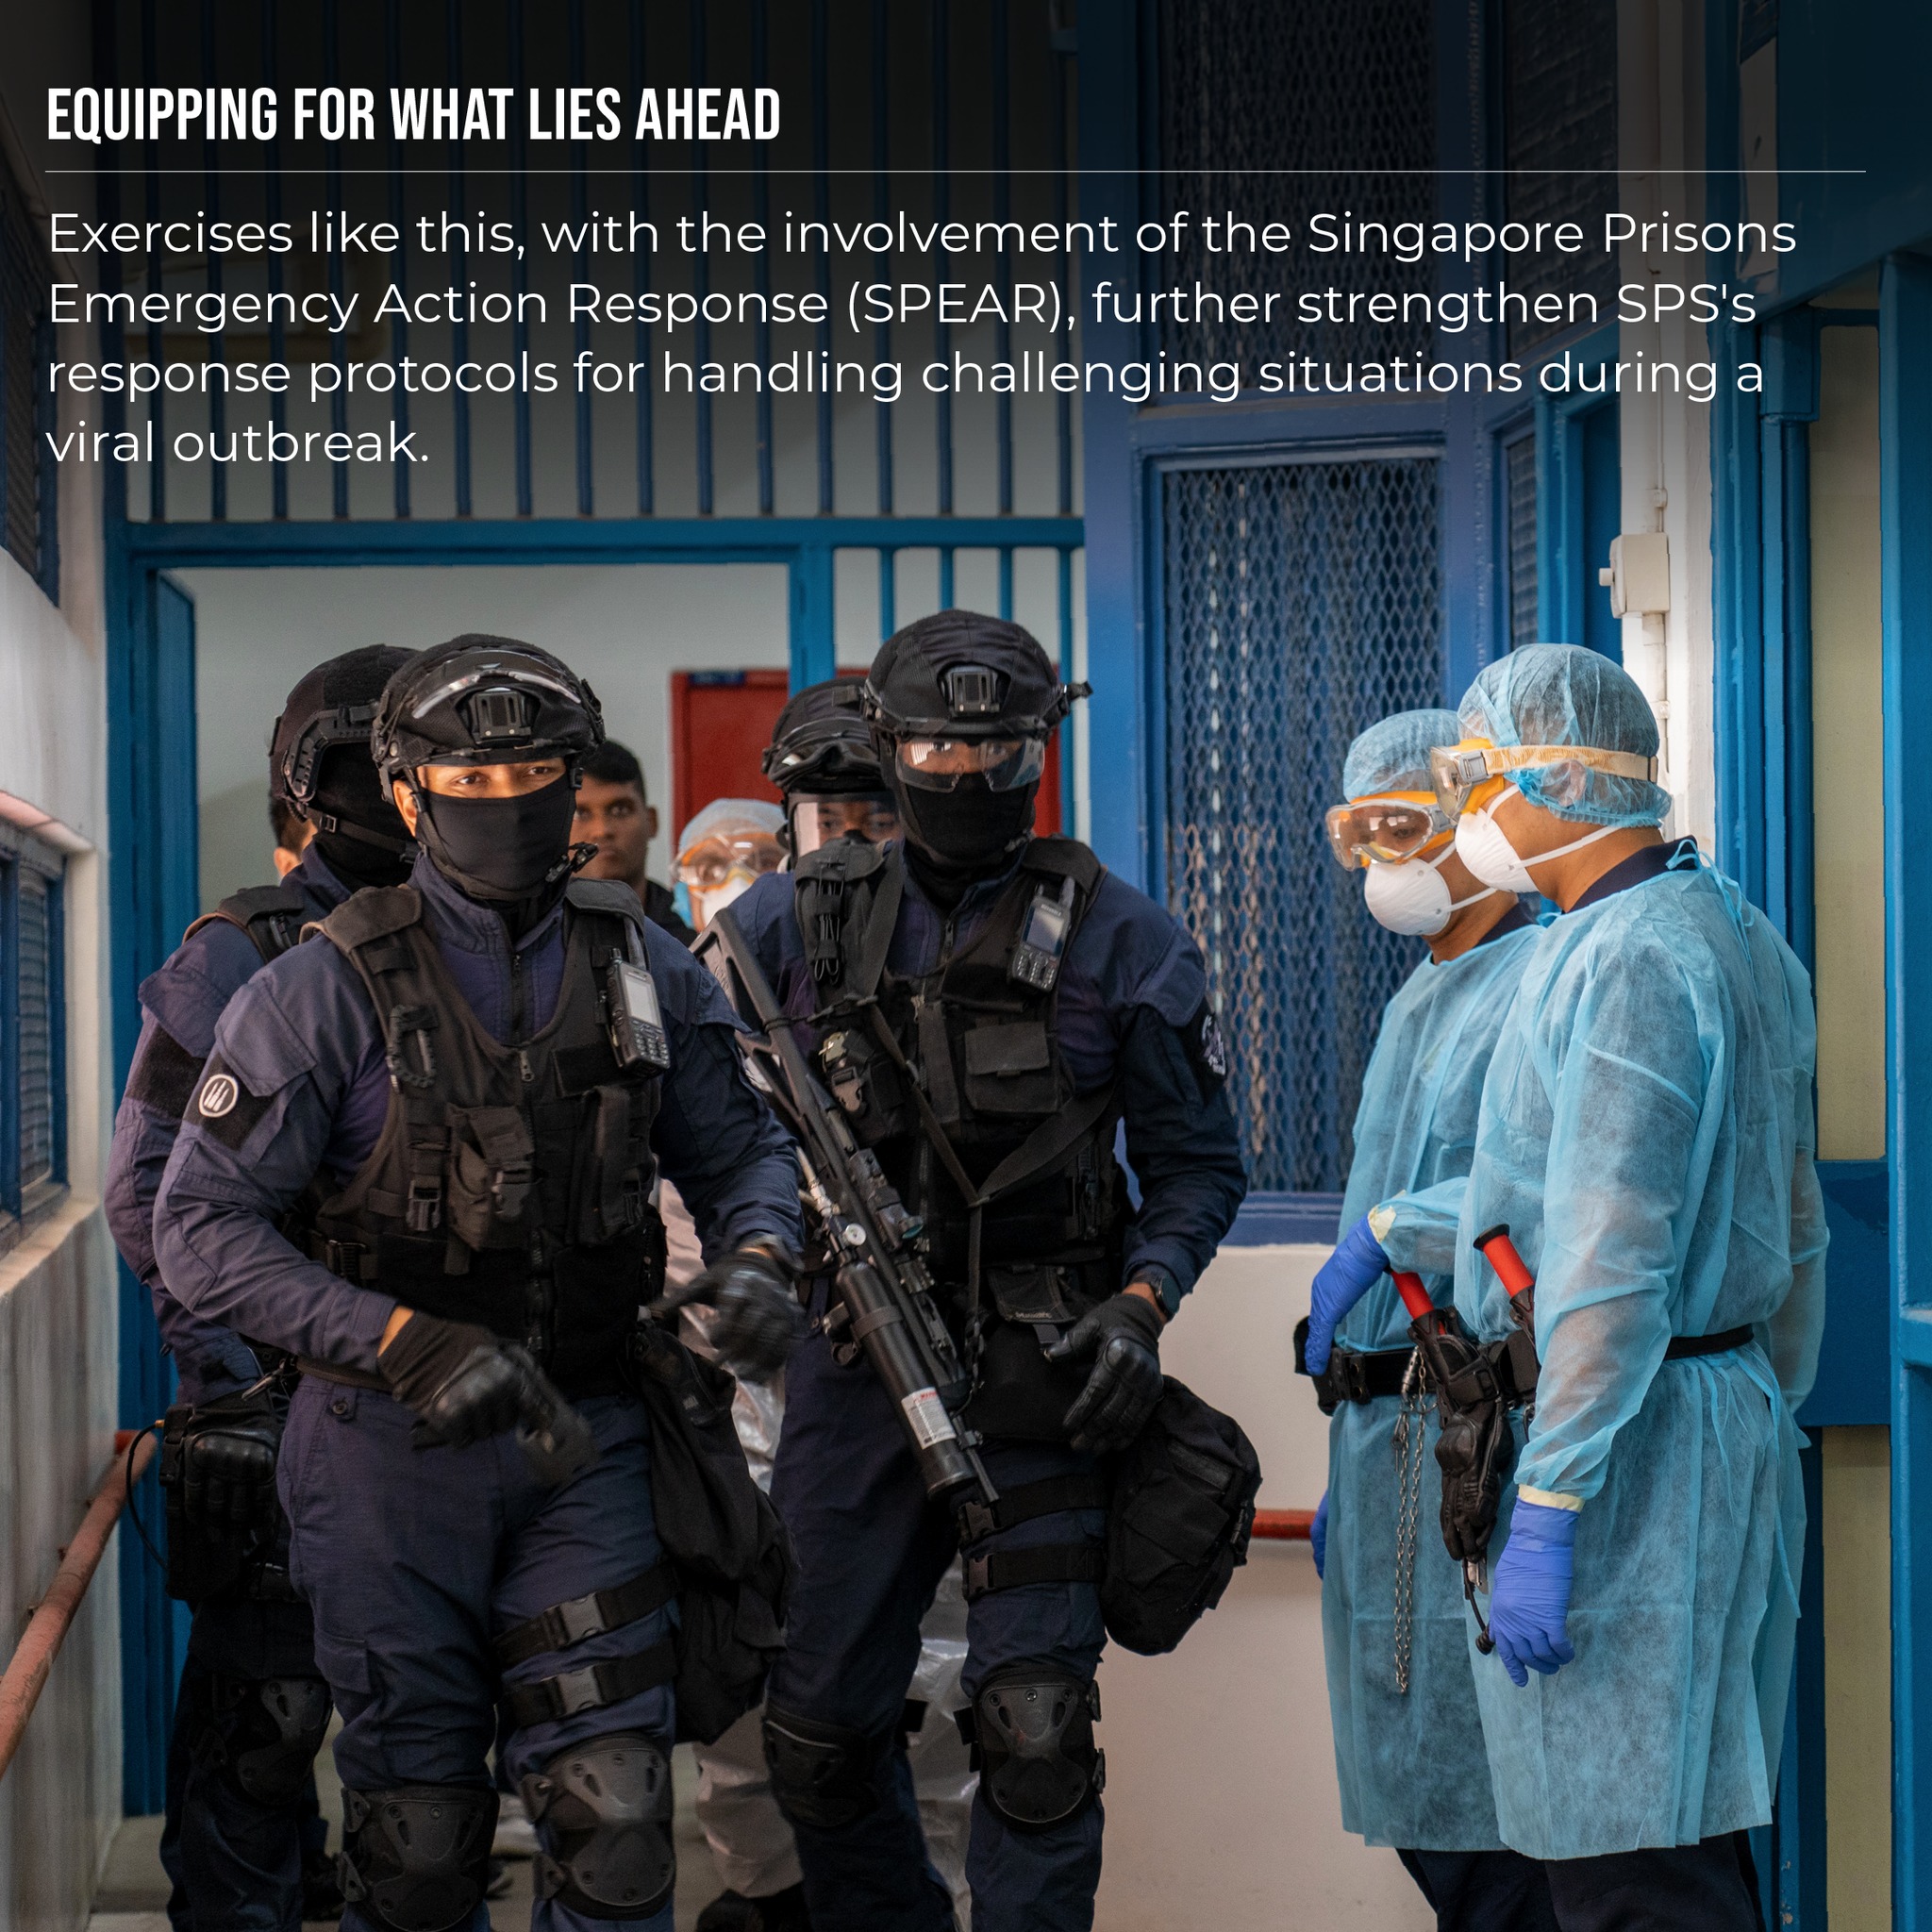 EQUIPPING FOR WHAT LIES AHEAD
Exercises like this, with the involvement of the Singapore Prisons
Emergency Action Response (SPEAR), further strengthen SPS's
response protocols for handling challenging situations during a
viral outbreak.